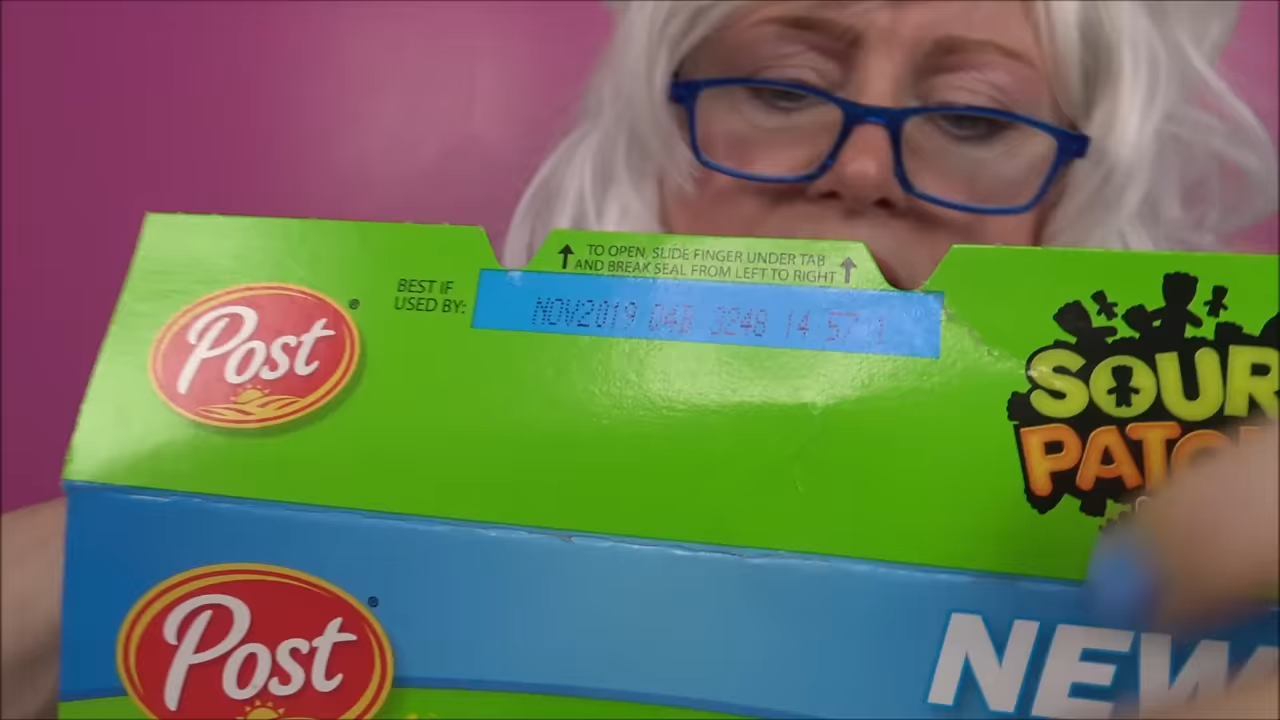 TO OPEN, SLIDE FINGER UNDER TAB
AND BREAK SEAL FROM LEFT TO RIGHT
BEST IF
USED BY:
NOV2019 3248 14:57 1
Post®
SOUR
PATC
Post®
NEW